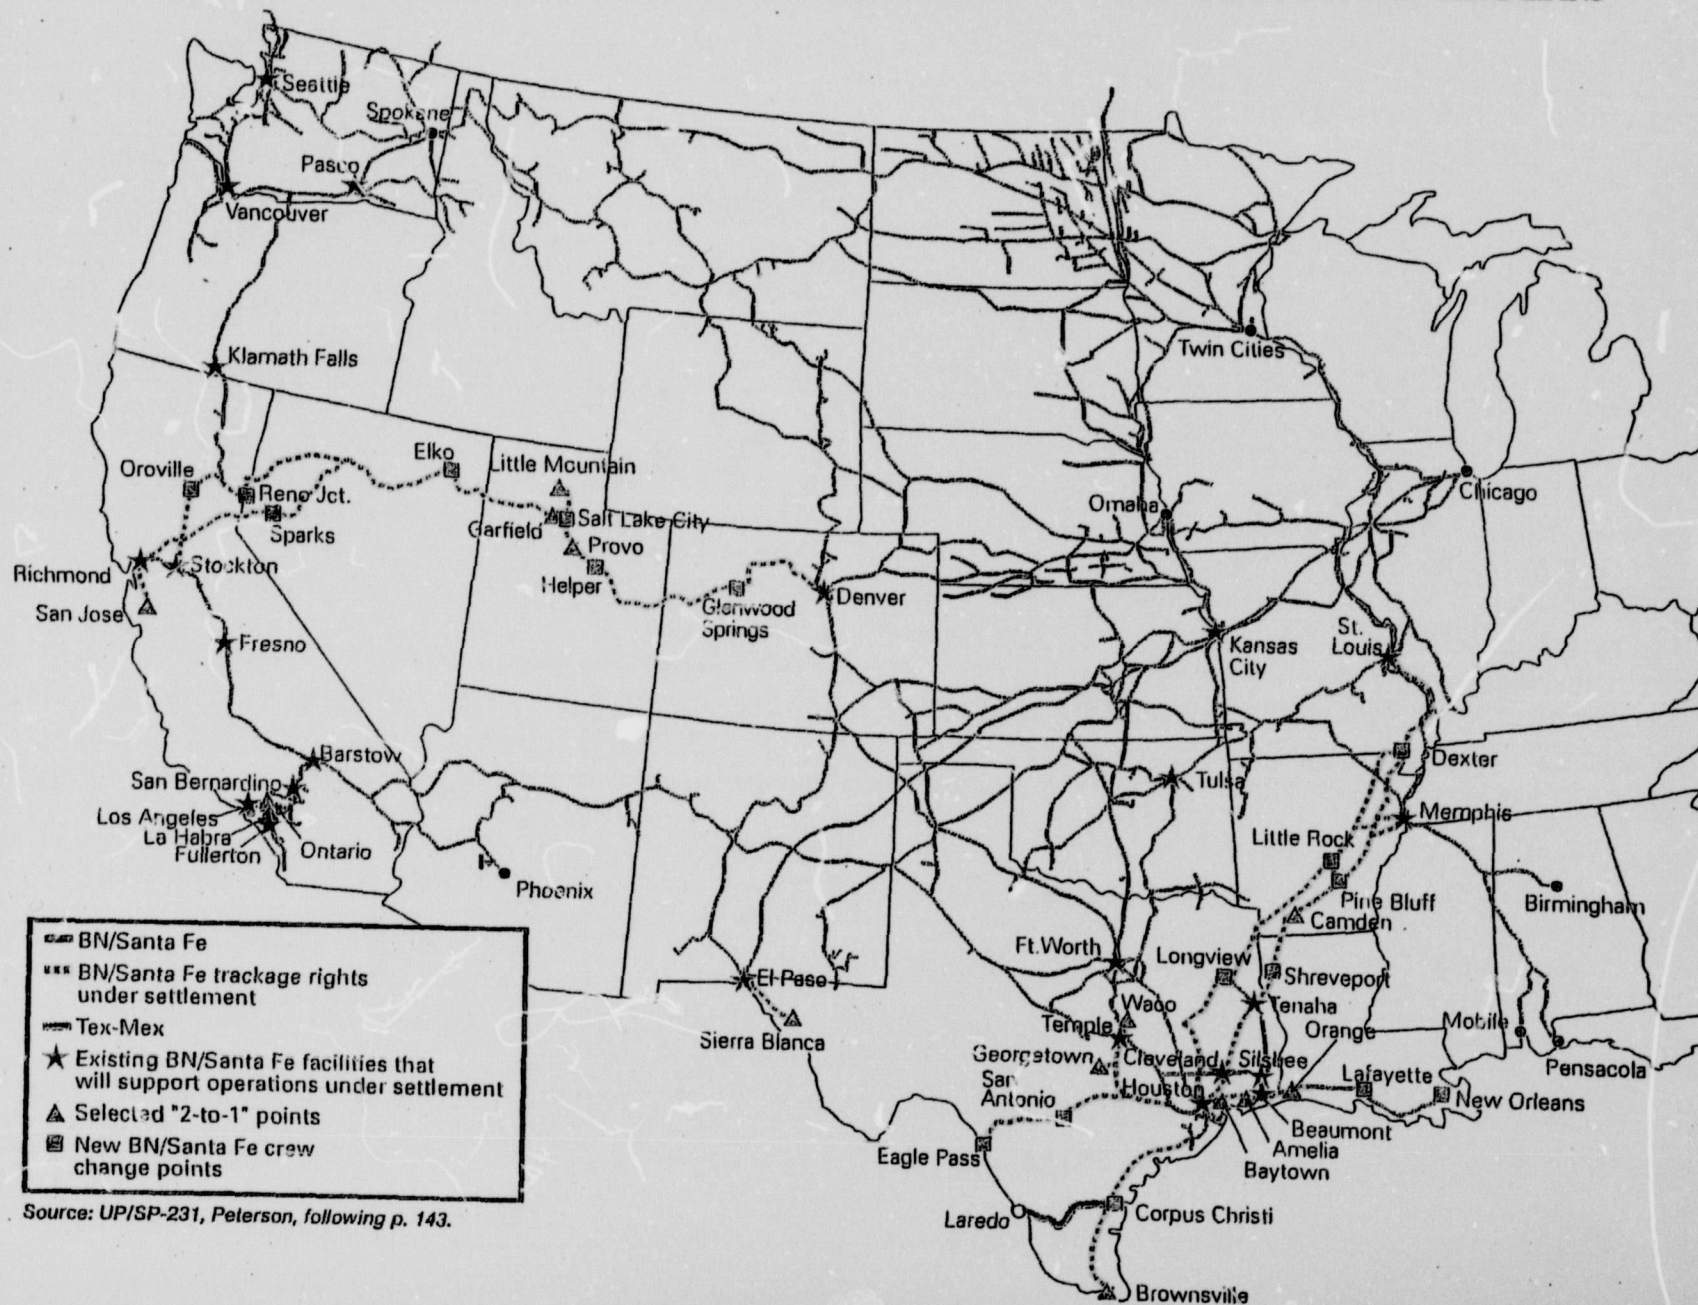 Seattle
Spokane
Pasco
Vancouver
Klamath Falls
Twin Cities
Oroville
Elko
Little Mountain
Reno Jct.
Sparks
Garfield
Salt Lake City
Provo
Helper
Glenwood
Springs
Denver
Omaha
Chicago
Richmond
Stockton
San Jose
Fresno
Kansas
City
St.
Louis
Barstow
San Bernardino
Los Angeles
La Habra
Fullerton
Ontario
Phoenix
Tulsa
Dexter
Memphis
Little Rock
Pine Bluff
Camden
Birmingham
Ft. Worth
Longview
Shreveport
Tenaha
El Paso
Sierra Blanca
Waco
Temple
Orange
Mobile
Pensacola
Georgetown
Cleveland
Silsbee
San
Antonio
Houston
Lafayette
New Orleans
Beaumont
Amelia
Baytown
Eagle Pass
Laredo
Corpus Christi
Brownsville
BN/Santa Fe
BN/Santa Fe trackage rights
under settlement
Tex-Mex
Existing BN/Santa Fe facilities that
will support operations under settlement
Selected "2-to-1" points
New BN/Santa Fe crew
change points
Source: UP/SP-231, Peterson, following p. 143.